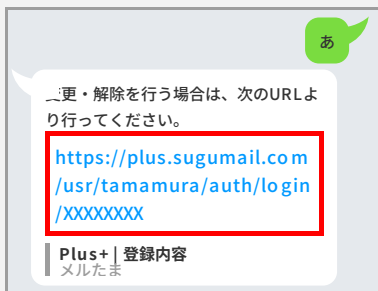 あ
変更・解除を行う場合は、次のURLよ
り行ってください。
https://plus.sugumail.com
/usr/tamamura/auth/login
/XXXXXXXX
Plus+ | 登録内容
メルたま